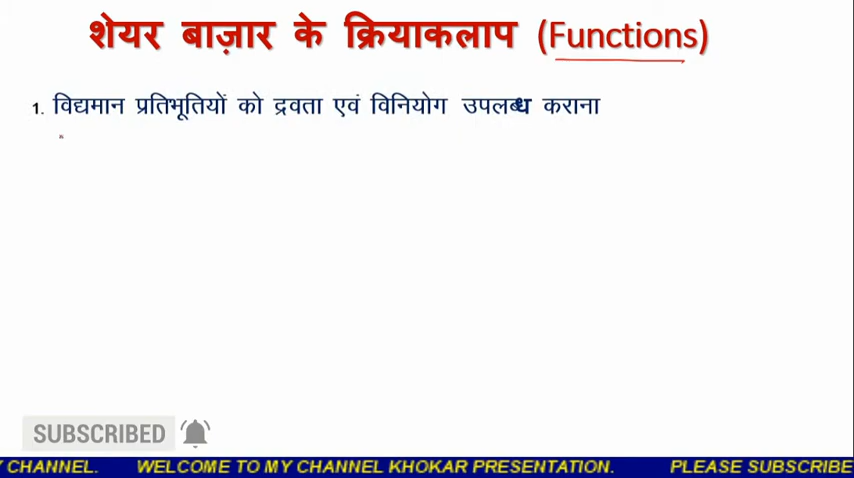 शेयर बाज़ार के क्रियाकलाप (Functions)
1. विद्यमान प्रतिभूतियों को द्रवता एवं विनियोग उपलब्ध कराना
SUBSCRIBED
Y CHANNEL. WELCOME TO MY CHANNEL KHOKAR PRESENTATION. PLEASE SUBSCRIBE